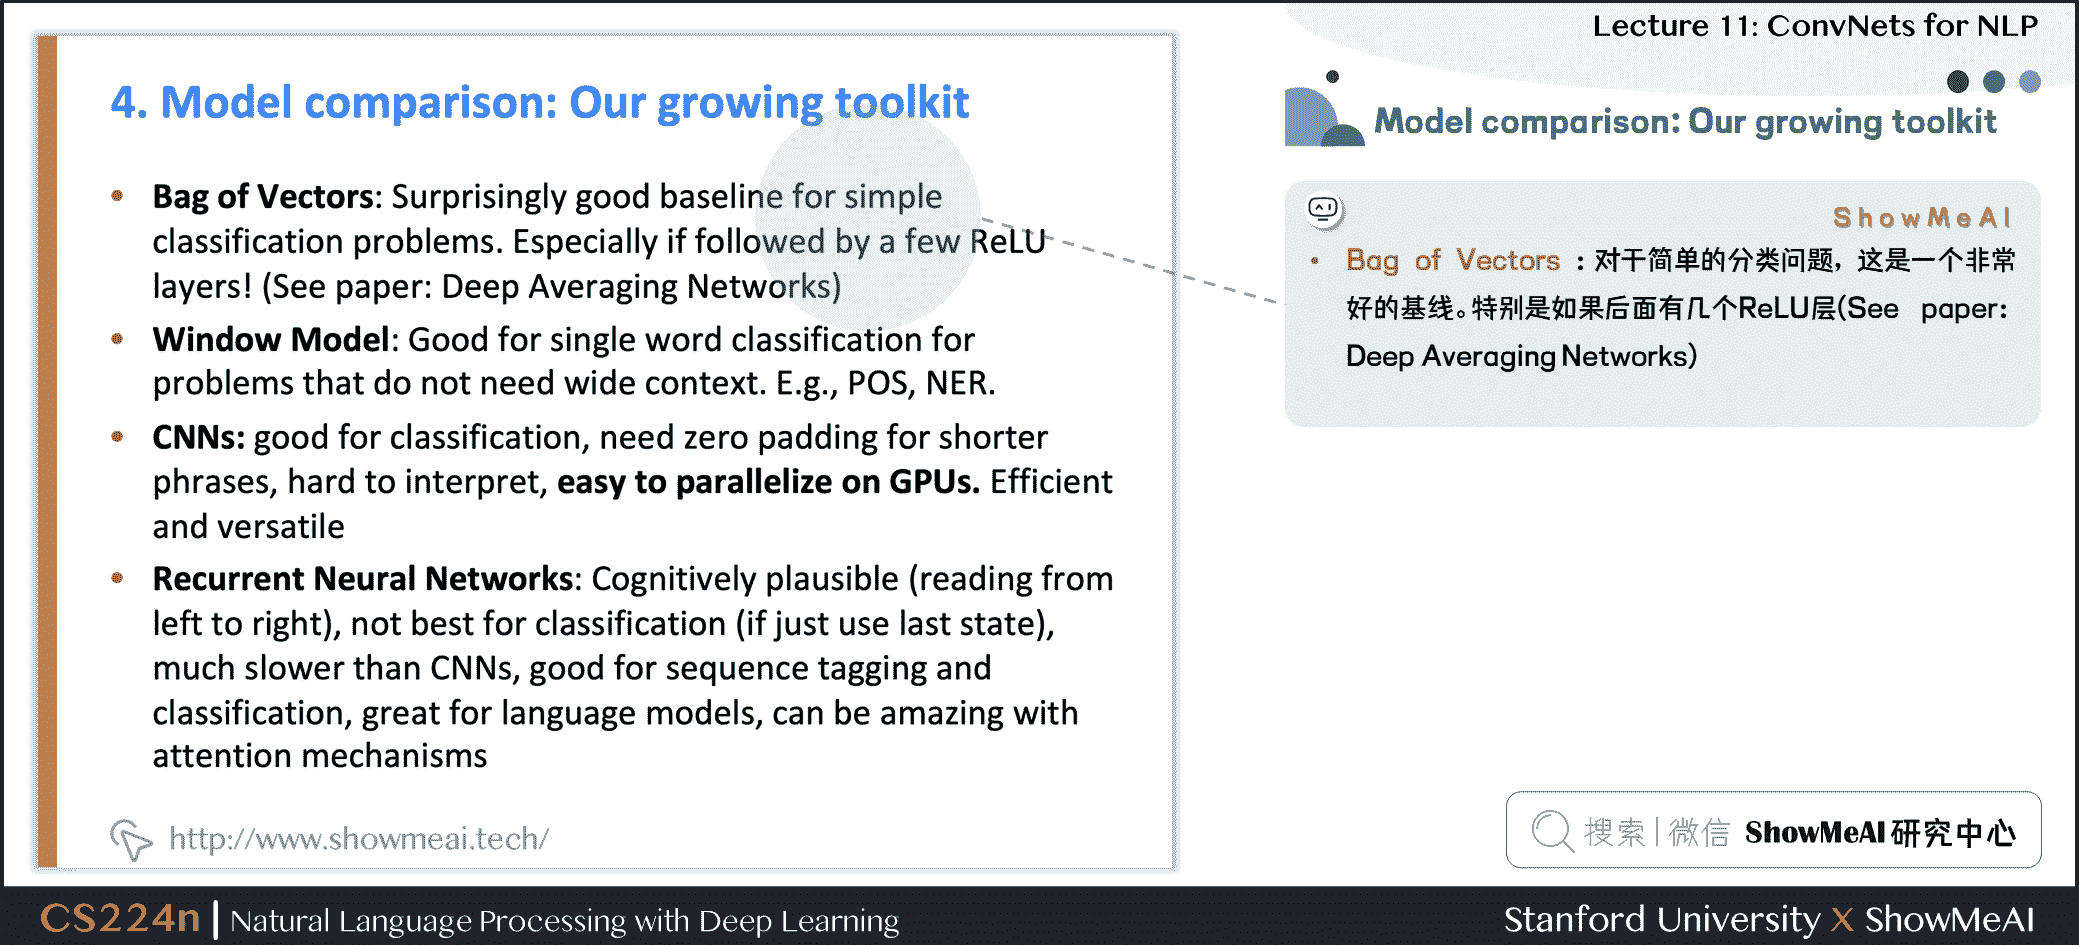 Lecture 11: ConvNets for NLP
4. Model comparison: Our growing toolkit
• Bag of Vectors: Surprisingly good baseline for simple
classification problems. Especially if followed by a few ReLU
layers! (See paper: Deep Averaging Networks)
• Window Model: Good for single word classification for
problems that do not need wide context. E.g., POS, NER.
• CNNs: good for classification, need zero padding for shorter
phrases, hard to interpret, easy to parallelize on GPUs. Efficient
and versatile
• Recurrent Neural Networks: Cognitively plausible (reading from
left to right), not best for classification (if just use last state),
much slower than CNNs, good for sequence tagging and
classification, great for language models, can be amazing with
attention mechanisms
http://www.showmeai.tech/
Model comparison: Our growing toolkit
ShowMeAI
• Bag of Vectors : 对于简单的分类问题，这是一个非常
好的基线。特别是如果后面有几个ReLU层(See paper:
Deep Averaging Networks)
搜索|微信 ShowMeAI研究中心
CS224n | Natural Language Processing with Deep Learning
Stanford University X ShowMeAI